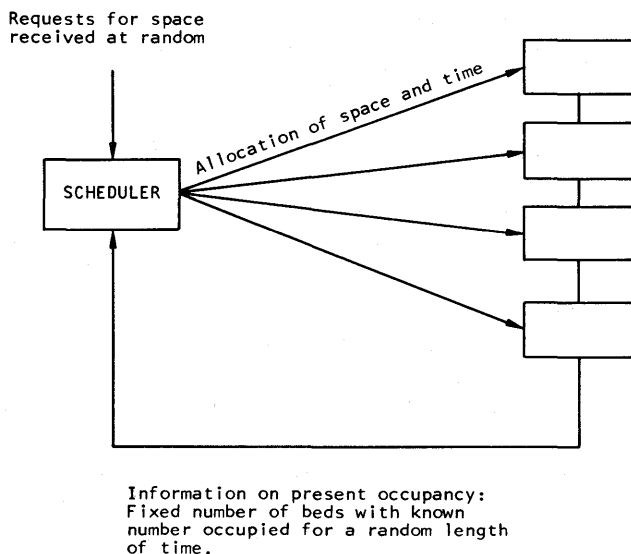 Requests for space
received at random
Allocation of space and time
SCHEDULER
Information on present occupancy:
Fixed number of beds with known
number occupied for a random length
of time.